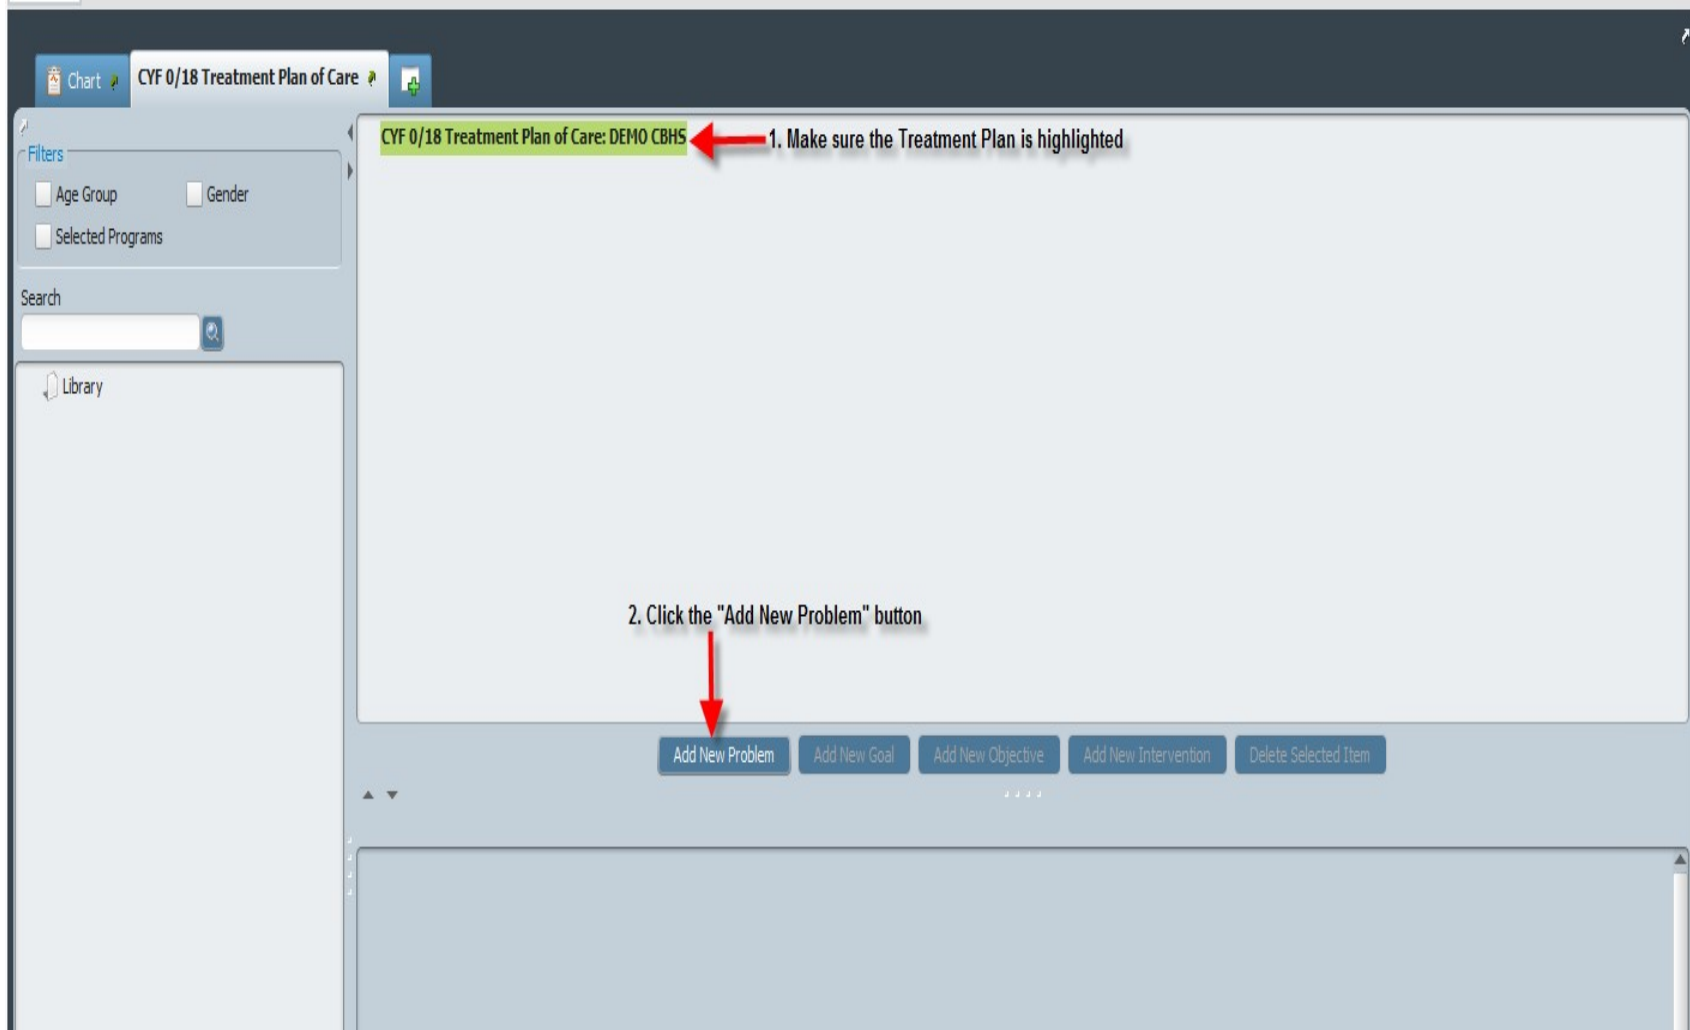 Chart
CYF 0/18 Treatment Plan of Care
Filters
Age Group
Gender
Selected Programs
Search
Library
CYF 0/18 Treatment Plan of Care: DEMO CBHS
1. Make sure the Treatment Plan is highlighted
2. Click the "Add New Problem" button
Add New Problem
Add New Goal
Add New Objective
Add New Intervention
Delete Selected Item